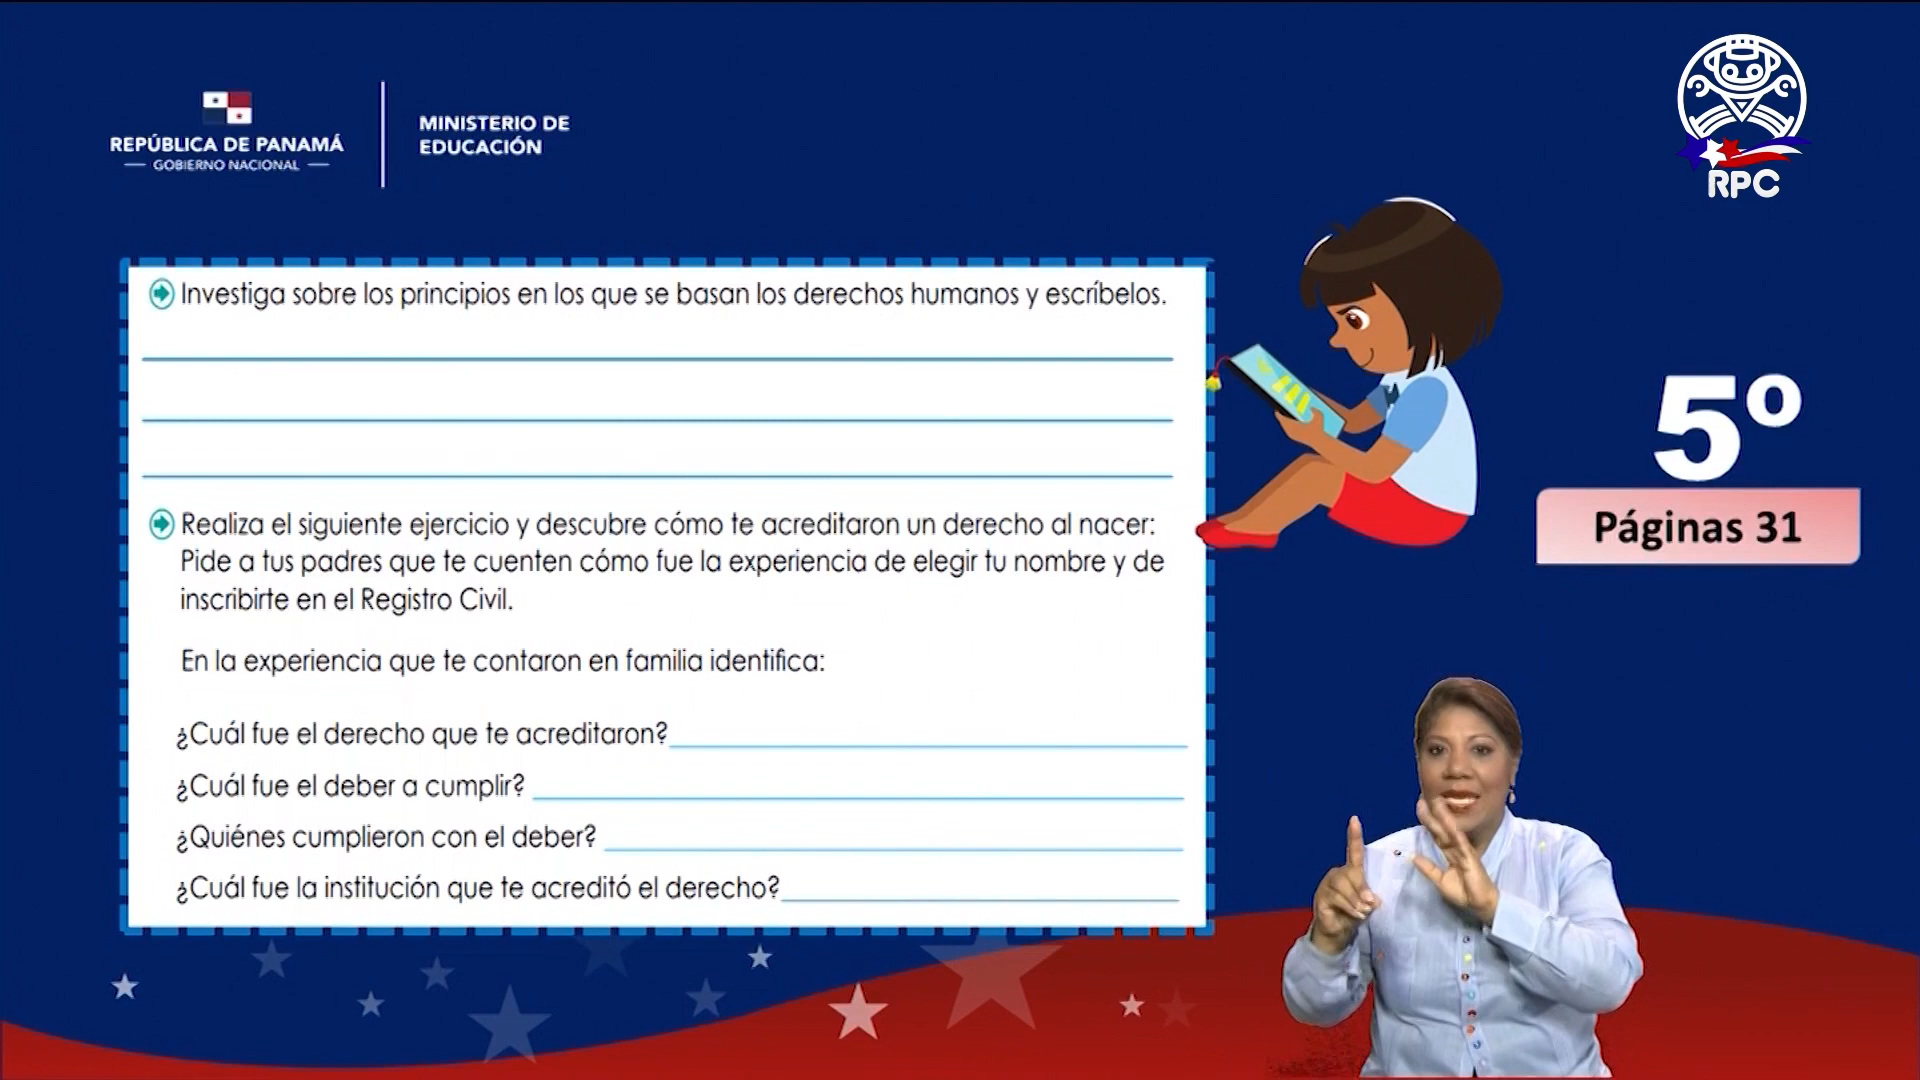 REPÚBLICA DE PANAMÁ
GOBIERNO NACIONAL
MINISTERIO DE
EDUCACIÓN
RPC
Investiga sobre los principios en los que se basan los derechos humanos y escríbelos.
Realiza el siguiente ejercicio y descubre cómo te acreditaron un derecho al nacer:
Pide a tus padres que te cuenten cómo fue la experiencia de elegir tu nombre y de
inscribirte en el Registro Civil.
En la experiencia que te contaron en familia identifica:
¿Cuál fue el derecho que te acreditaron?
¿Cuál fue el deber a cumplir?
¿Quiénes cumplieron con el deber?
¿Cuál fue la institución que te acreditó el derecho?
5º
Páginas 31